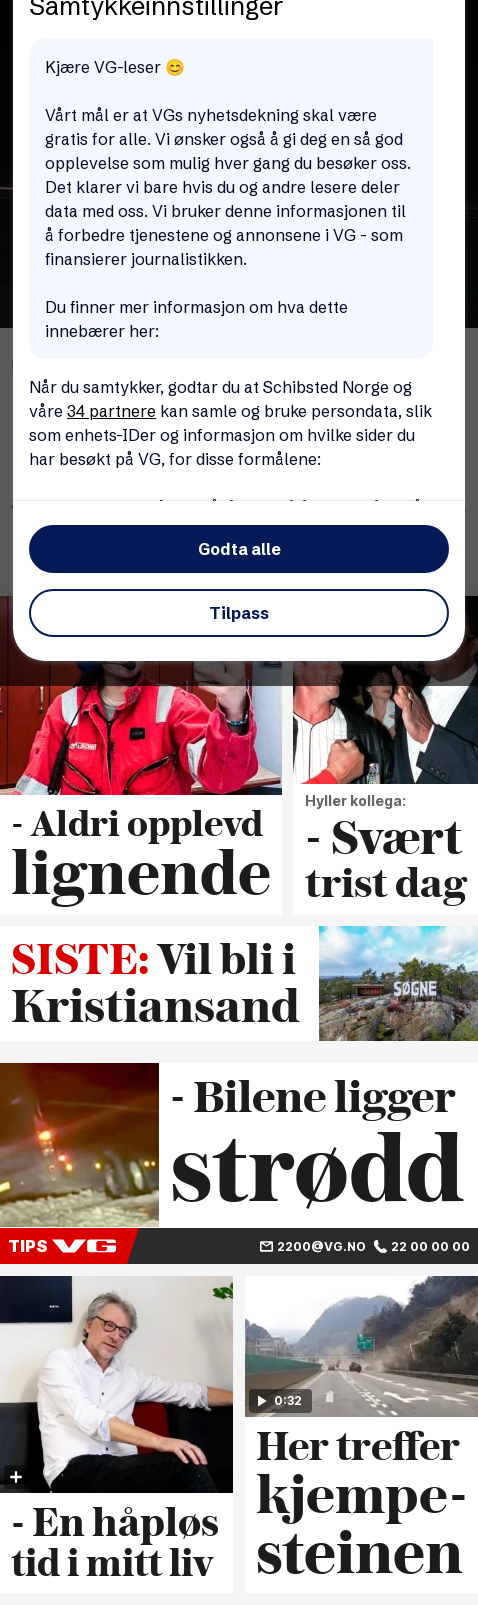 Samtykkeinnstillinger
Kjære VG-leser 😊
Vårt mål er at VGs nyhetsdekning skal være
gratis for alle. Vi ønsker også å gi deg en så god
opplevelse som mulig hver gang du besøker oss.
Det klarer vi bare hvis du og andre lesere deler
data med oss. Vi bruker denne informasjonen til
å forbedre tjenestene og annonsene i VG - som
finansierer journalistikken.
Du finner mer informasjon om hva dette
innebærer her:
Når du samtykker, godtar du at Schibsted Norge og
våre 34 partnere kan samle og bruke persondata, slik
som enhets-IDer og informasjon om hvilke sider du
har besøkt på VG, for disse formålene:
Godta alle
Tilpass
- Aldri opplevd
lignende
Hyller kollega:
- Svært
trist dag
SISTE: Vil bli i
Kristiansand
SØGNE
- Bilene ligger
strødd
TIPS VG
2200@VG.NO 22 00 00 00
0:32
- En håpløs
tid i mitt liv
Her treffer
kjempe-
steinen